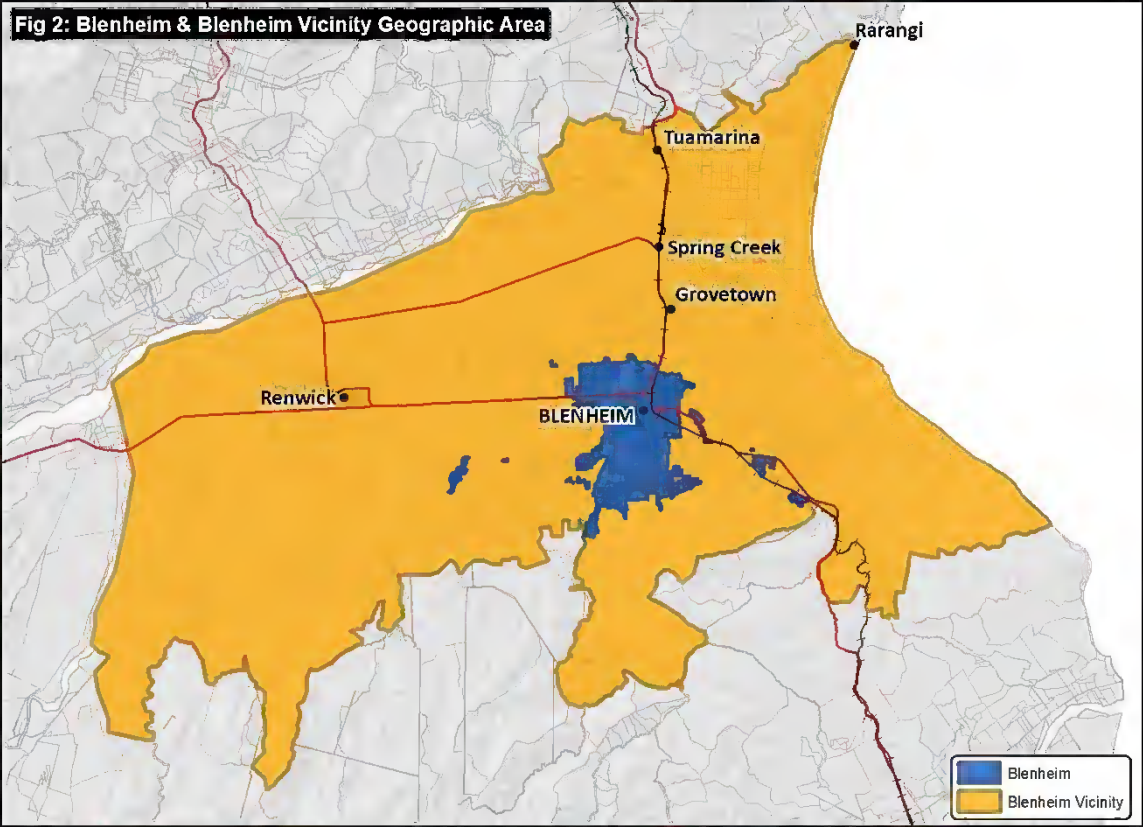 Fig 2: Blenheim & Blenheim Vicinity Geographic Area
Rarangi
Tuamarina
Spring Creek
Grovetown
Renwick
BLENHEIM
Blenheim
Blenheim Vicinity